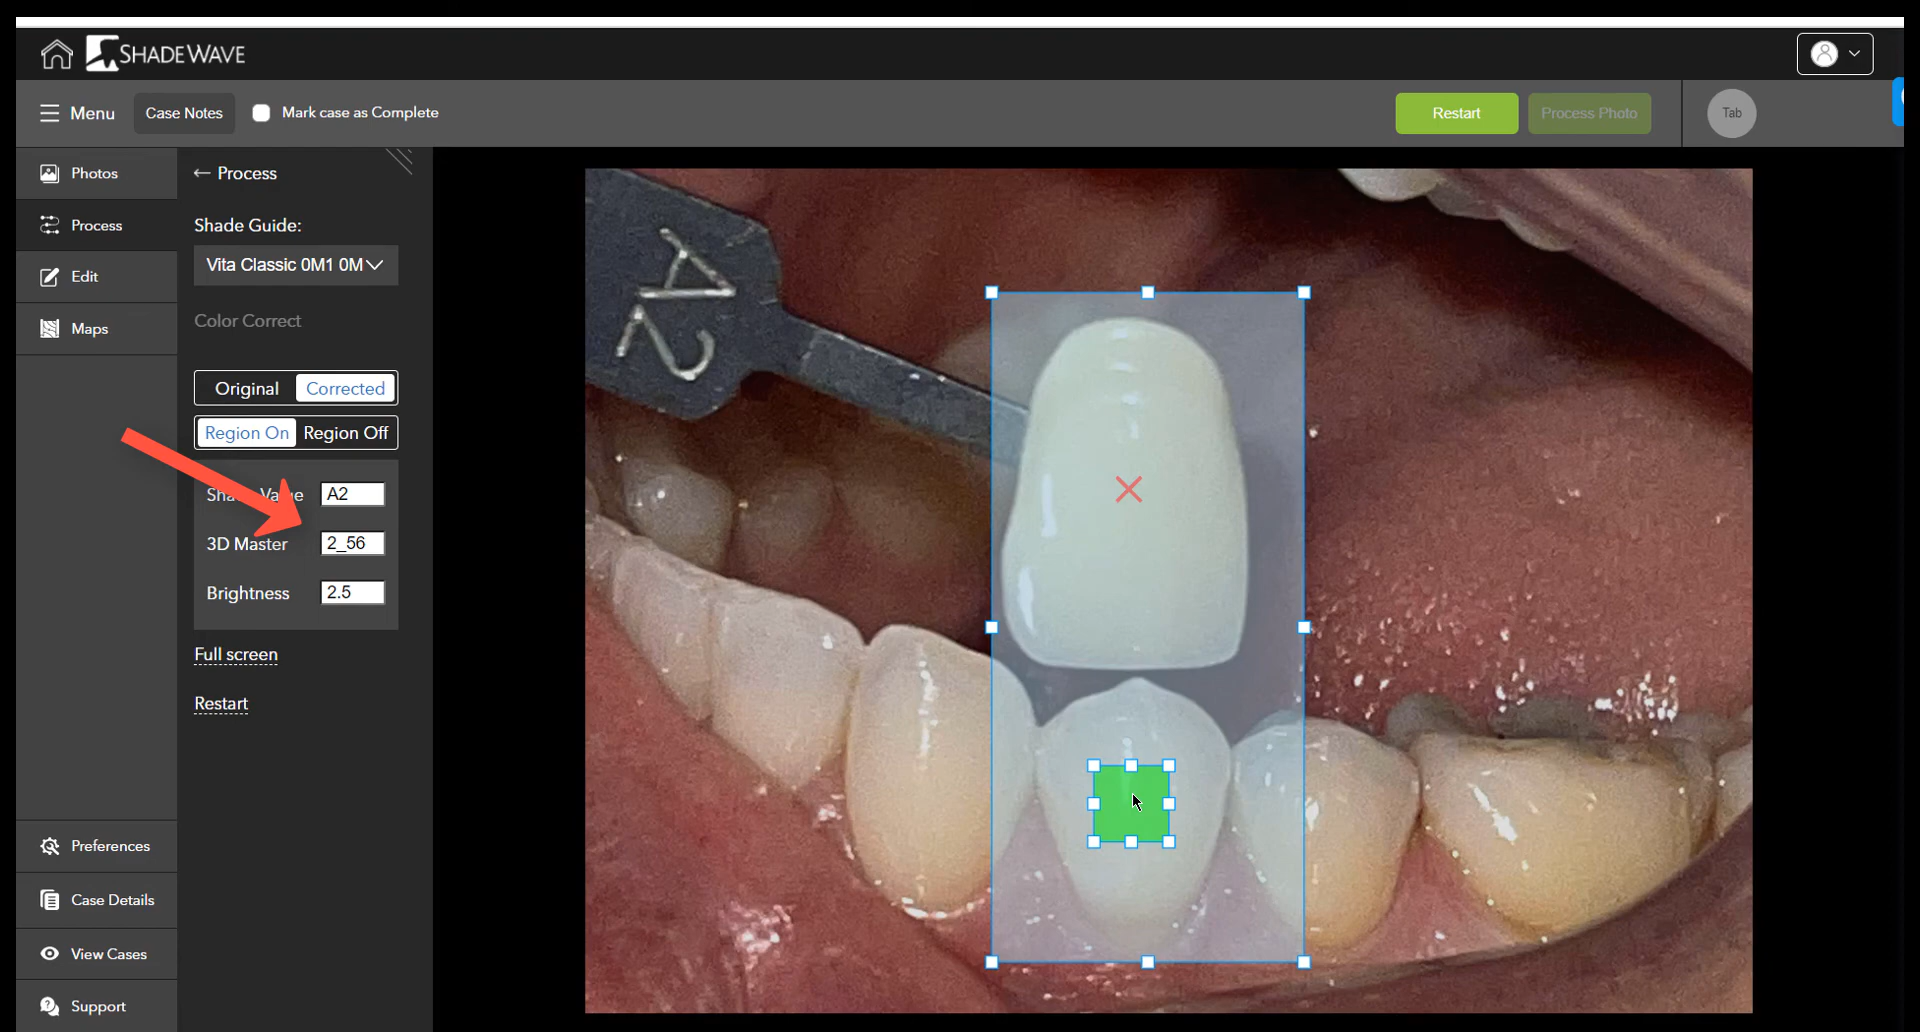 SHADEWAVE
Menu
Case Notes
Mark case as Complete
Restart
Process Photo
Tab
Photos
Process
Edit
Maps
Preferences
Case Details
View Cases
Support
← Process
Shade Guide:
Vita Classic 0M1 0M
Color Correct
Original Corrected
Region On Region Off
Shade Value A2
3D Master 2_56
Brightness 2.5
Full screen
Restart
A2